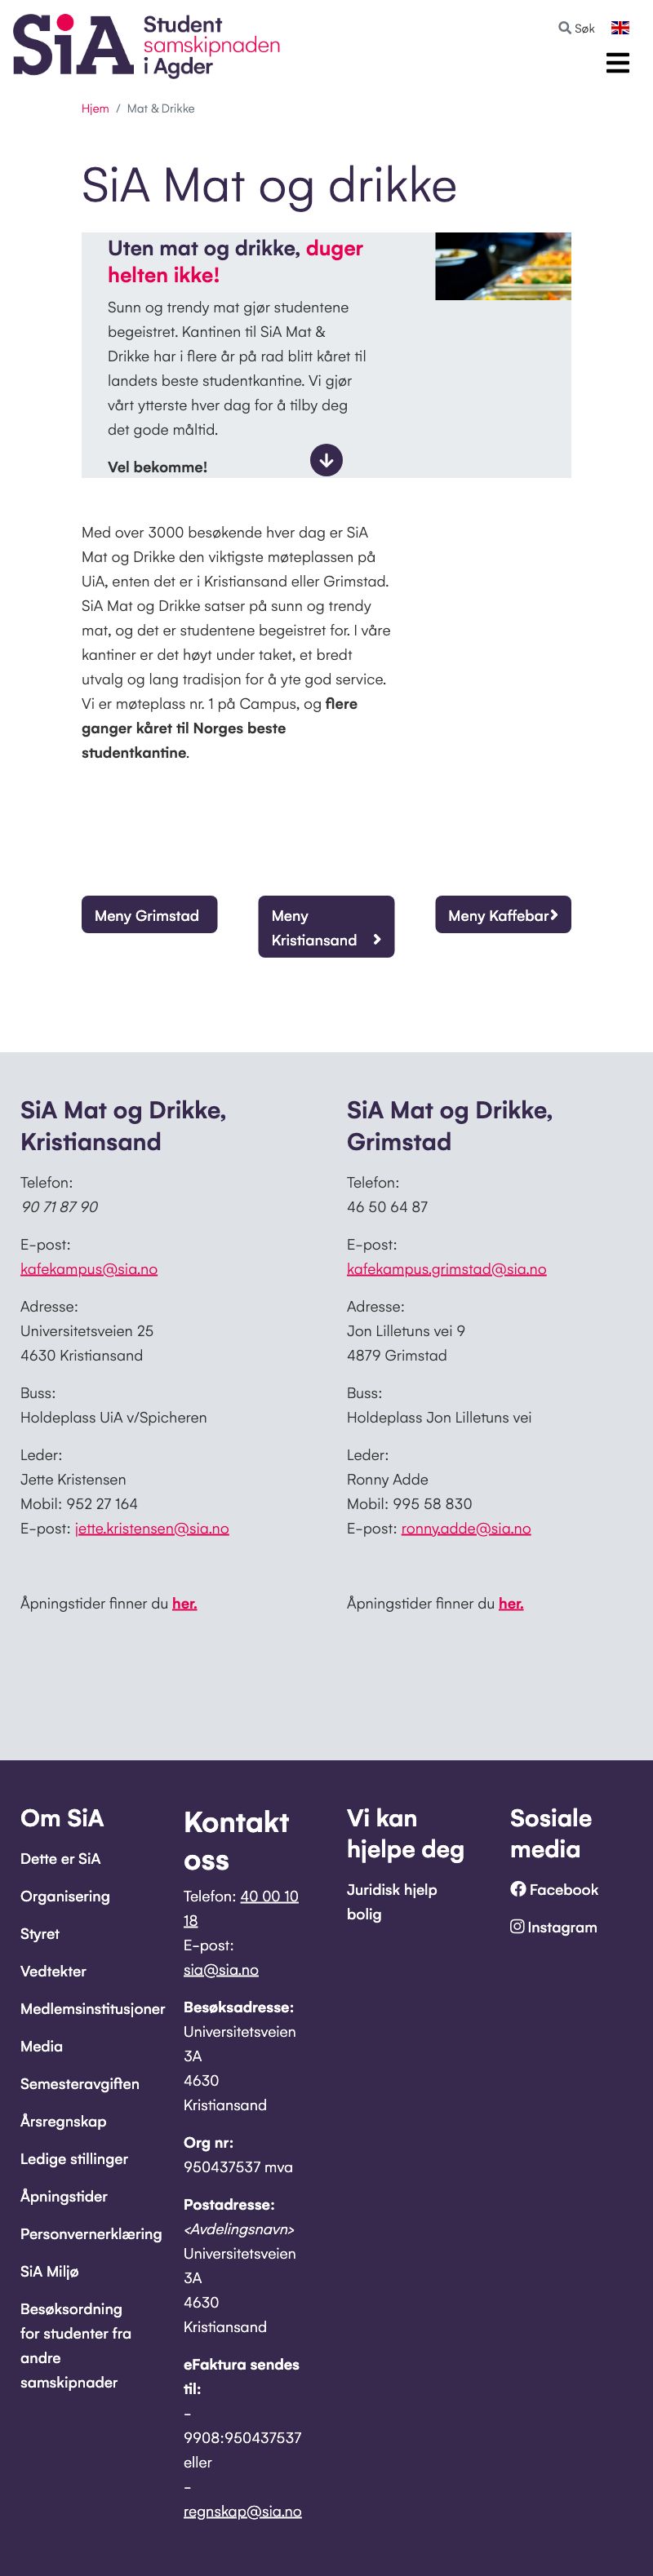 SiA
Student
samskipnaden
i Agder
Søk
Hjem / Mat & Drikke
SiA Mat og drikke
Uten mat og drikke, duger
helten ikke!
Sunn og trendy mat gjør studentene
begeistret. Kantinen til SiA Mat &
Drikke har i flere år på rad blitt kåret til
landets beste studentkantine. Vi gjør
vårt ytterste hver dag for å tilby deg
det gode måltid.
Vel bekomme!
Med over 3000 besøkende hver dag er SiA
Mat og Drikke den viktigste møteplassen på
UiA, enten det er i Kristiansand eller Grimstad.
SiA Mat og Drikke satser på sunn og trendy
mat, og det er studentene begeistret for. I våre
kantiner er det høyt under taket, et bredt
utvalg og lang tradisjon for å yte god service.
Vi er møteplass nr. 1 på Campus, og flere
ganger kåret til Norges beste
studentkantine.
Meny Grimstad
Meny
Kristiansand
Meny Kaffebar
SiA Mat og Drikke,
Kristiansand
Telefon:
90 71 87 90
E-post:
kafekampus@sia.no
Adresse:
Universitetsveien 25
4630 Kristiansand
Buss:
Holdeplass UiA v/Spicheren
Leder:
Jette Kristensen
Mobil: 952 27 164
E-post: jette.kristensen@sia.no
Åpningstider finner du her.
SiA Mat og Drikke,
Grimstad
Telefon:
46 50 64 87
E-post:
kafekampus.grimstad@sia.no
Adresse:
Jon Lilletuns vei 9
4879 Grimstad
Buss:
Holdeplass Jon Lilletuns vei
Leder:
Ronny Adde
Mobil: 995 58 830
E-post: ronny.adde@sia.no
Åpningstider finner du her.
Om SiA
Dette er SiA
Organisering
Styret
Vedtekter
Medlemsinstitusjoner
Media
Semesteravgiften
Årsregnskap
Ledige stillinger
Åpningstider
Personvernerklæring
SiA Miljø
Besøksordning
for studenter fra
andre
samskipnader
Kontakt
oss
Telefon: 40 00 10
18
E-post:
sia@sia.no
Besøksadresse:
Universitetsveien
3A
4630
Kristiansand
Org nr:
950437537 mva
Postadresse:
<Avdelingsnavn>
Universitetsveien
3A
4630
Kristiansand
eFaktura sendes
til:
-
9908:950437537
eller
-
regnskap@sia.no
Vi kan
hjelpe deg
Juridisk hjelp
bolig
Sosiale
media
Facebook
Instagram